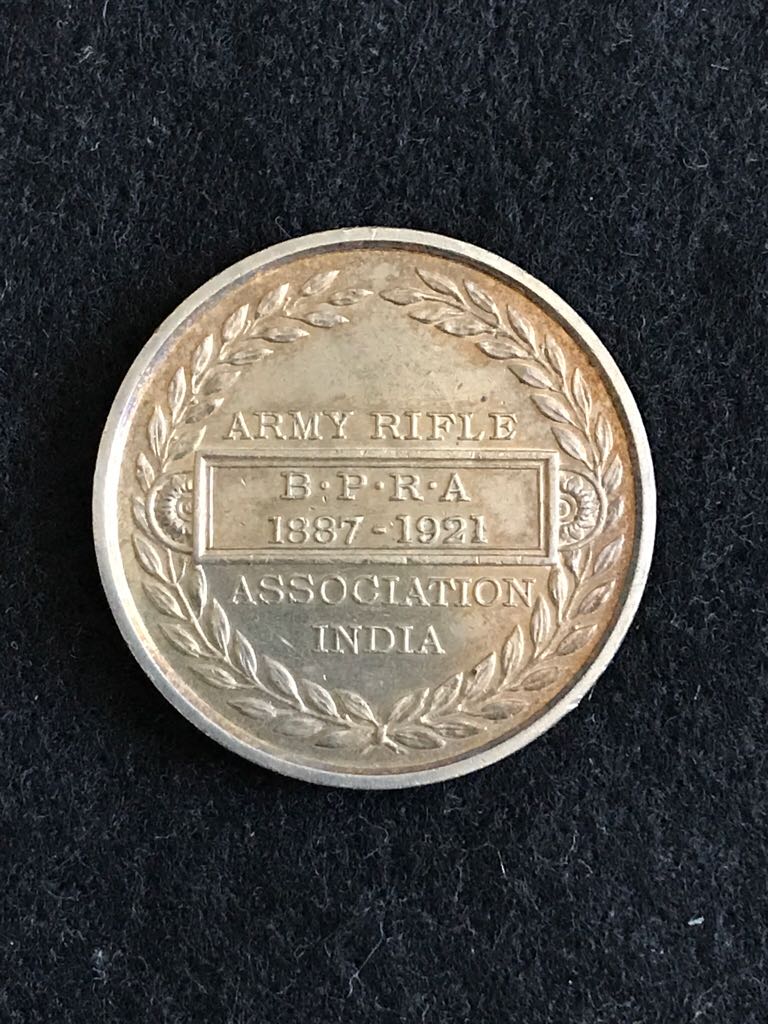 ARMY RIFLE
B·P·R·A
1887-1921
ASSOCIATION
INDIA